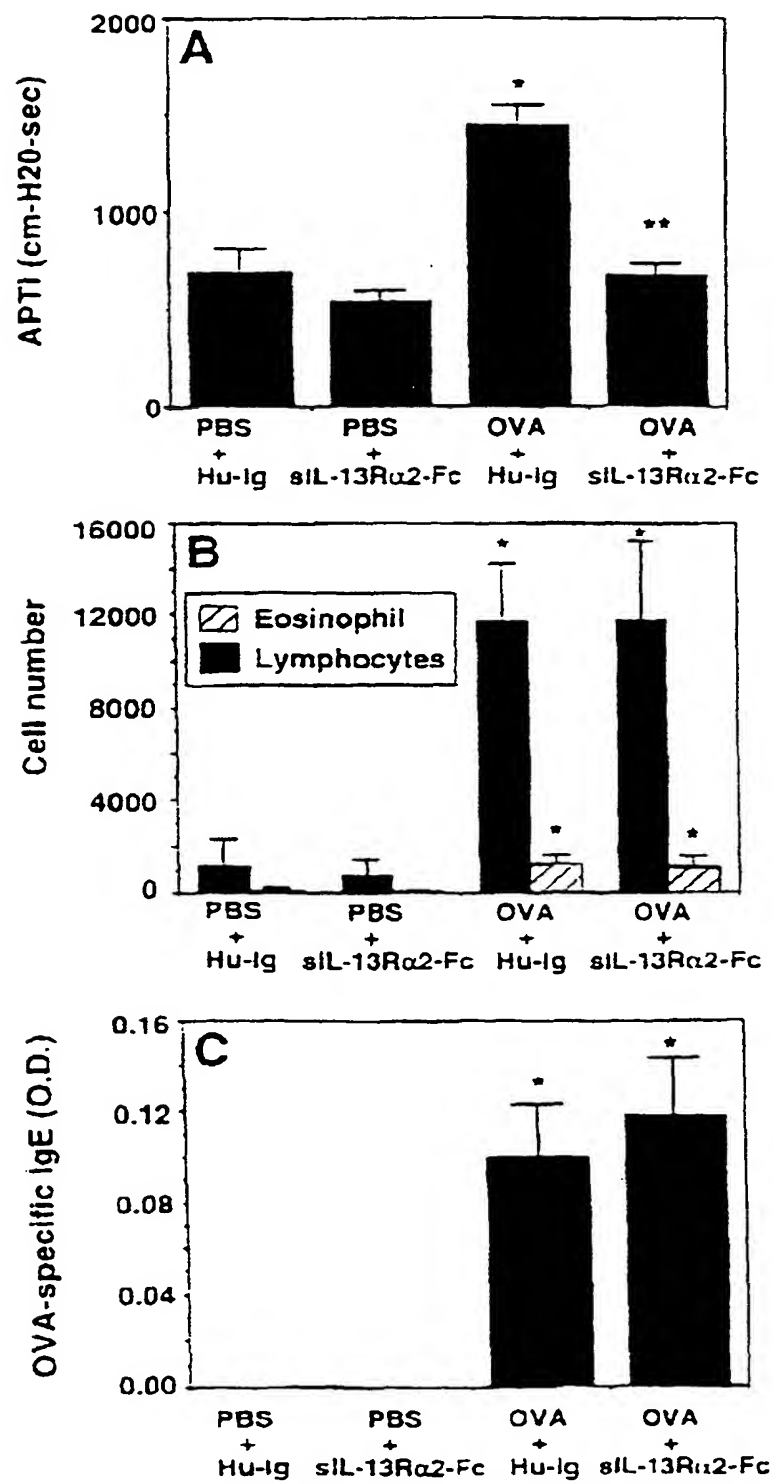 A
APTI (cm-H20-sec)
2000
1000
0
*
**
PBS + Hu-Ig
PBS + sIL-13Rα2-Fc
OVA + Hu-Ig
OVA + sIL-13Rα2-Fc
B
Cell number
16000
12000
8000
4000
0
Eosinophil
Lymphocytes
*
*
*
*
PBS + Hu-Ig
PBS + sIL-13Rα2-Fc
OVA + Hu-Ig
OVA + sIL-13Rα2-Fc
C
OVA-specific IgE (O.D.)
0.16
0.12
0.08
0.04
0.00
*
*
PBS + Hu-Ig
PBS + sIL-13Rα2-Fc
OVA + Hu-Ig
OVA + sIL-13Rα2-Fc